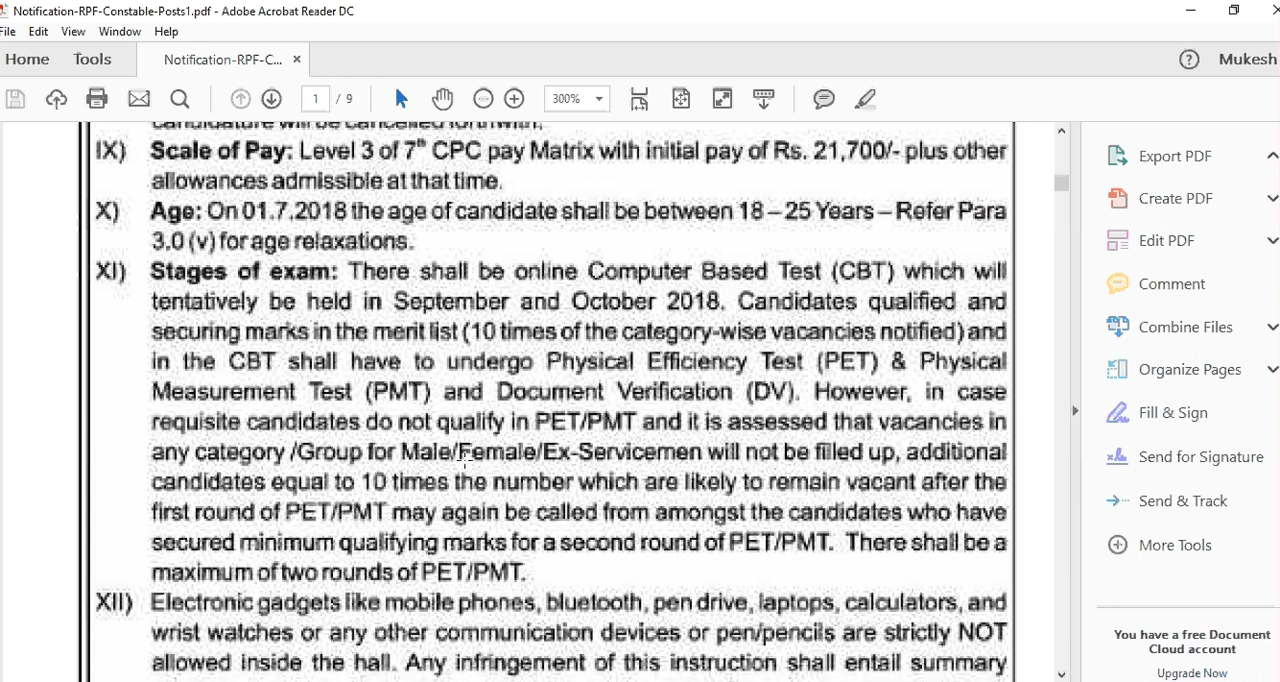 Notification-RPF-Constable-Posts1.pdf - Adobe Acrobat Reader DC
File Edit View Window Help
Home Tools Notification-RPF-C... × ? Mukesh
1 / 9 300%
candidature will be cancelled forthwith.
IX) Scale of Pay: Level 3 of 7th CPC pay Matrix with initial pay of Rs. 21,700/- plus other
allowances admissible at that time.
X) Age: On 01.7.2018 the age of candidate shall be between 18 – 25 Years – Refer Para
3.0 (v) for age relaxations.
XI) Stages of exam: There shall be online Computer Based Test (CBT) which will
tentatively be held in September and October 2018. Candidates qualified and
securing marks in the merit list (10 times of the category-wise vacancies notified) and
in the CBT shall have to undergo Physical Efficiency Test (PET) & Physical
Measurement Test (PMT) and Document Verification (DV). However, in case
requisite candidates do not qualify in PET/PMT and it is assessed that vacancies in
any category /Group for Male/Female/Ex-Servicemen will not be filled up, additional
candidates equal to 10 times the number which are likely to remain vacant after the
first round of PET/PMT may again be called from amongst the candidates who have
secured minimum qualifying marks for a second round of PET/PMT. There shall be a
maximum of two rounds of PET/PMT.
XII) Electronic gadgets like mobile phones, bluetooth, pen drive, laptops, calculators, and
wrist watches or any other communication devices or pen/pencils are strictly NOT
allowed inside the hall. Any infringement of this instruction shall entail summary
Export PDF
Create PDF
Edit PDF
Comment
Combine Files
Organize Pages
Fill & Sign
Send for Signature
Send & Track
More Tools
You have a free Document
Cloud account
Upgrade Now